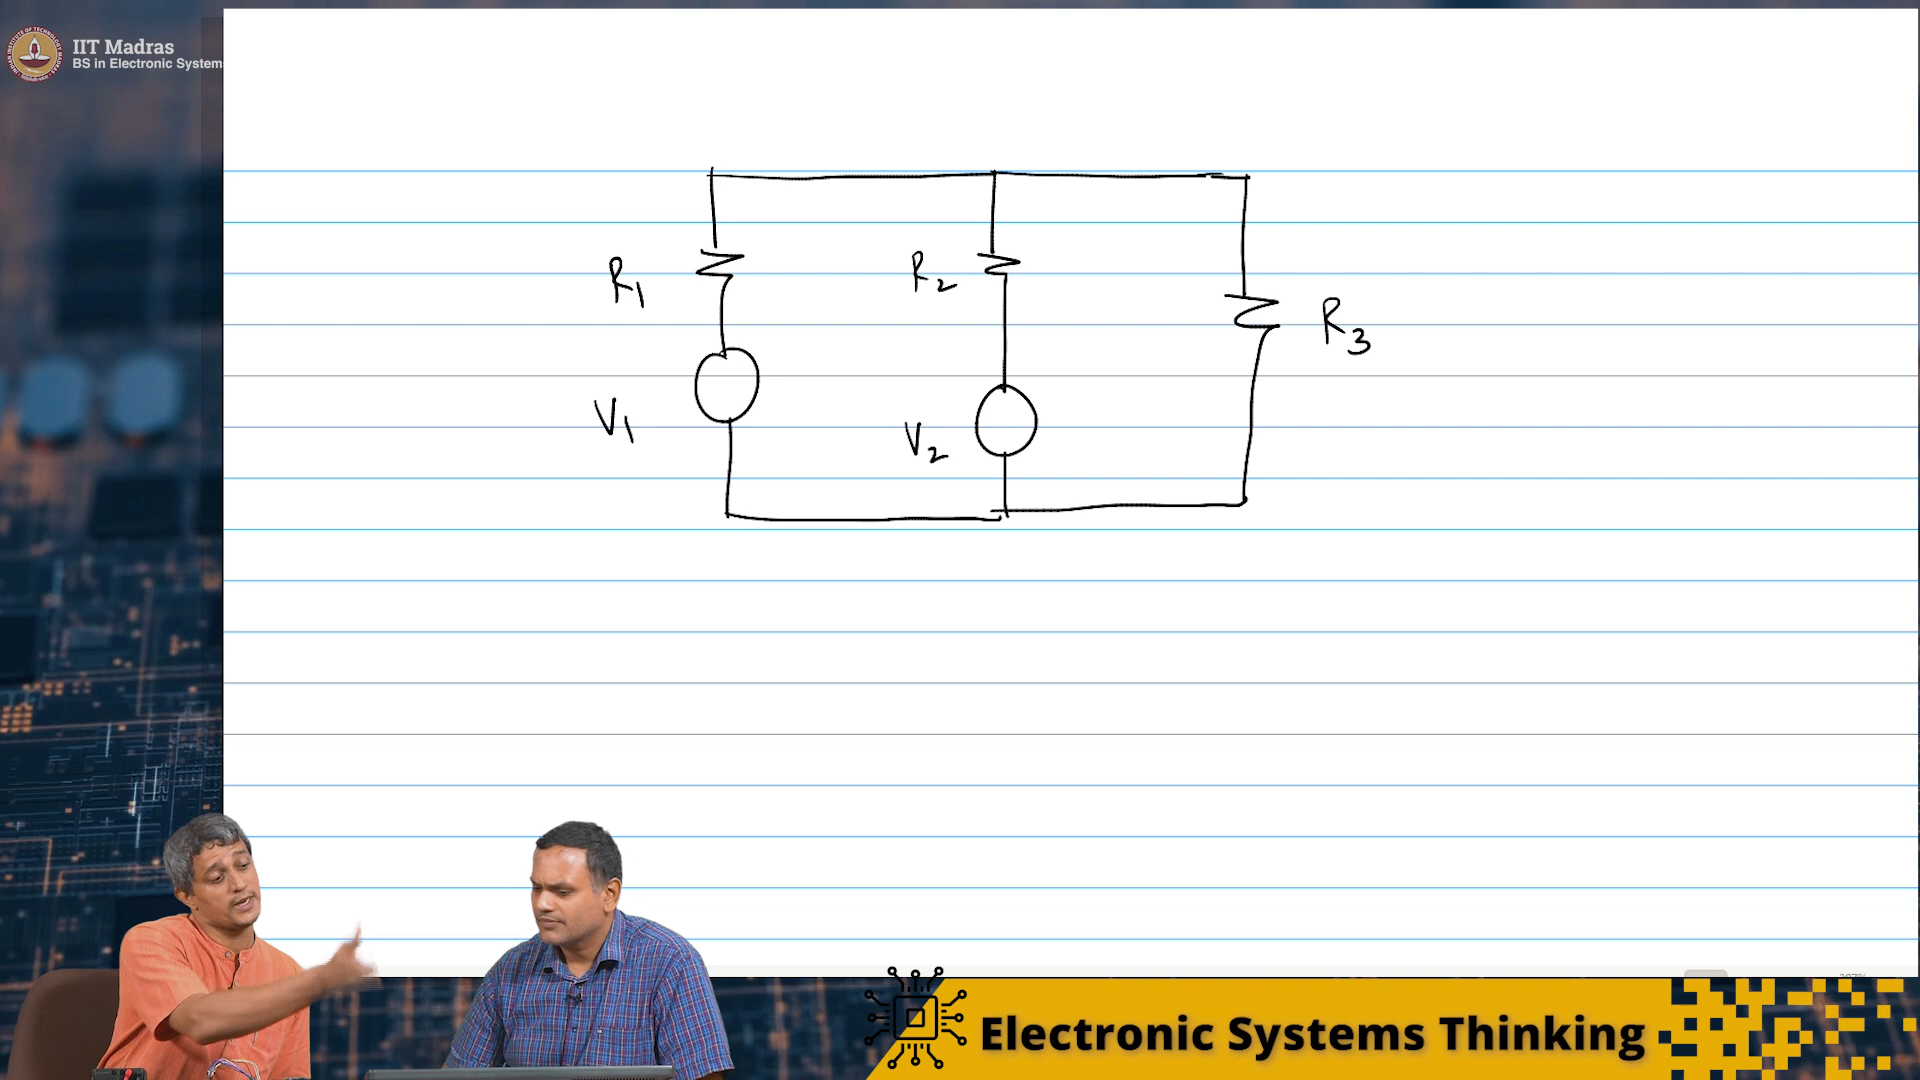 IIT Madras
BS in Electronic System
R1
R2
R3
V1
V2
Electronic Systems Thinking